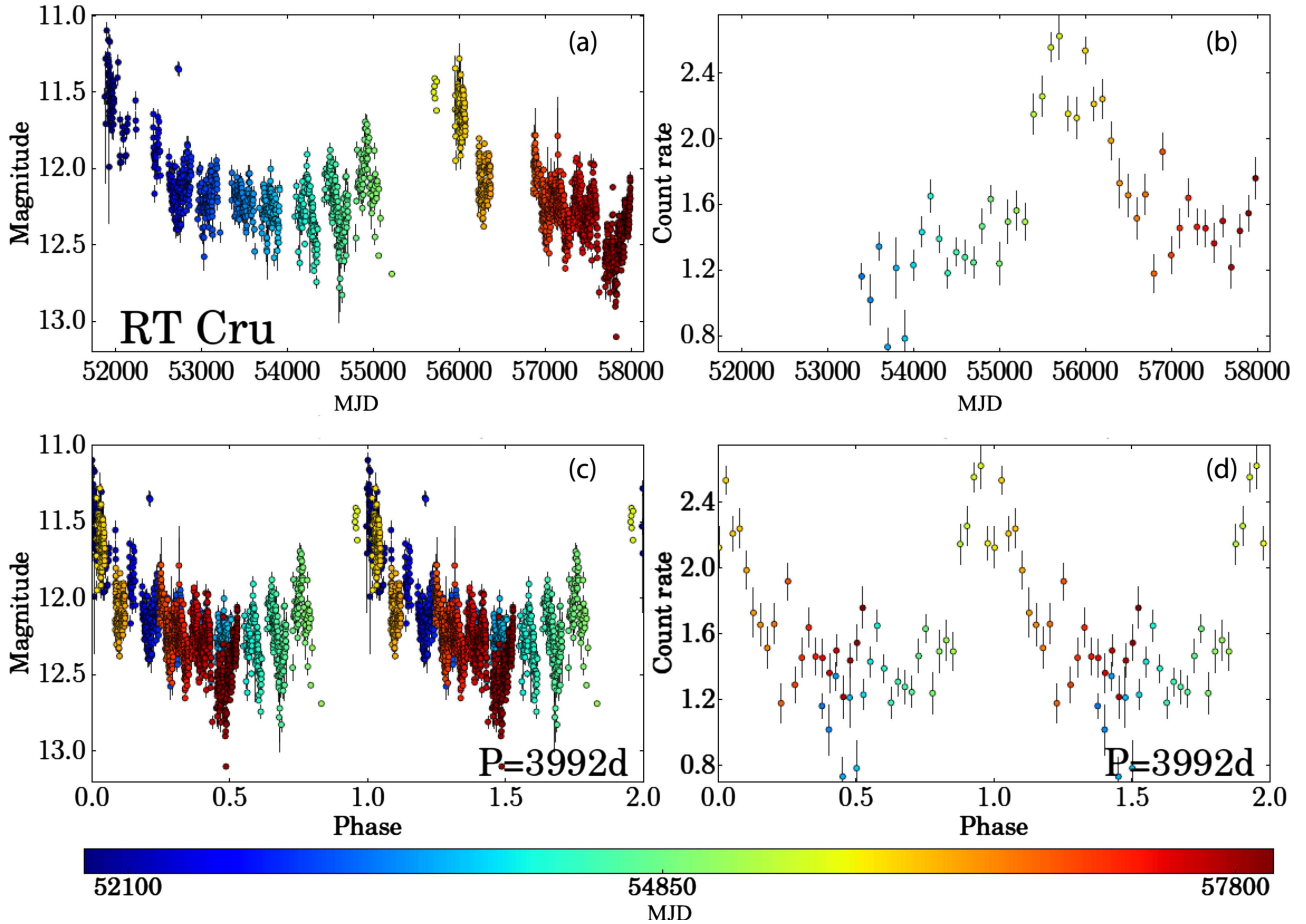 11.0
11.5
12.0
12.5
13.0
Magnitude
(a)
RT Cru
52000 53000 54000 55000 56000 57000 58000
MJD
2.4
2.0
1.6
1.2
0.8
Count rate
(b)
52000 53000 54000 55000 56000 57000 58000
MJD
11.0
11.5
12.0
12.5
13.0
Magnitude
(c)
P=3992d
0.0 0.5 1.0 1.5 2.0
Phase
2.4
2.0
1.6
1.2
0.8
Count rate
(d)
P=3992d
0.0 0.5 1.0 1.5 2.0
Phase
52100 54850 57800
MJD